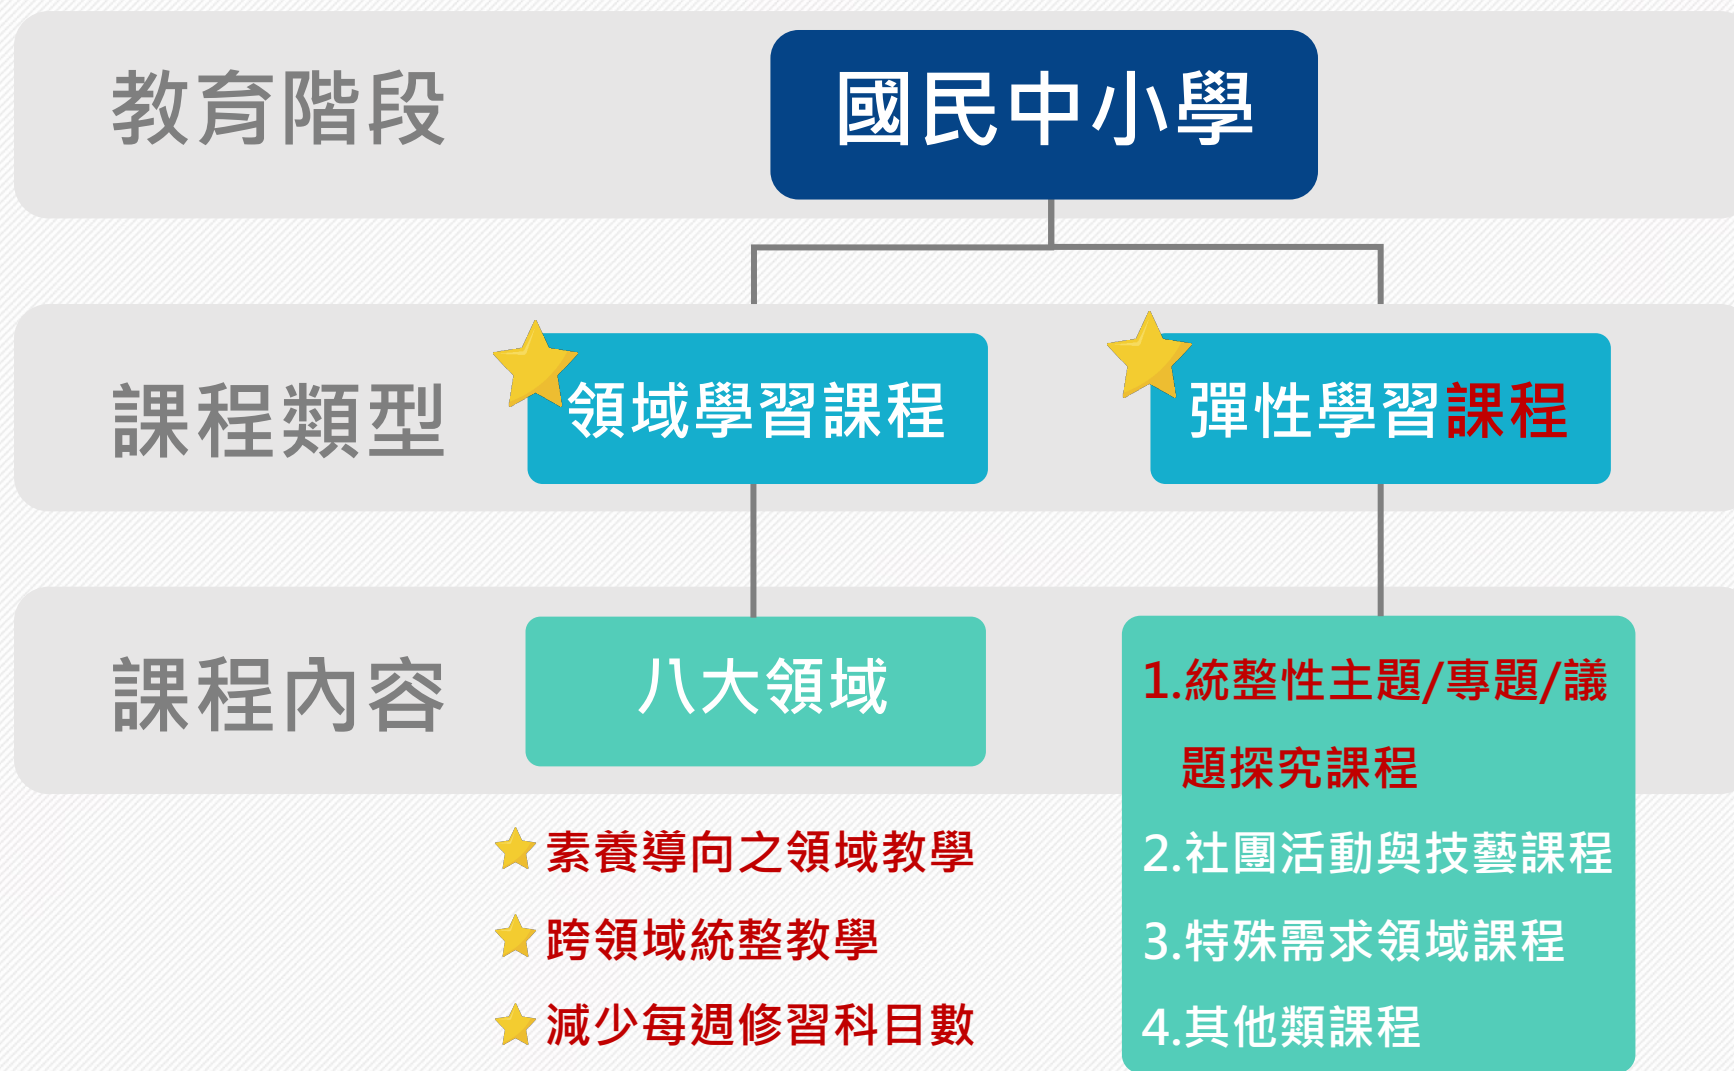 教育階段
國民中小學
課程類型
領域學習課程
彈性學習課程
課程內容
八大領域
素養導向之領域教學
跨領域統整教學
減少每週修習科目數
1.統整性主題/專題/議
題探究課程
2.社團活動與技藝課程
3.特殊需求領域課程
4.其他類課程